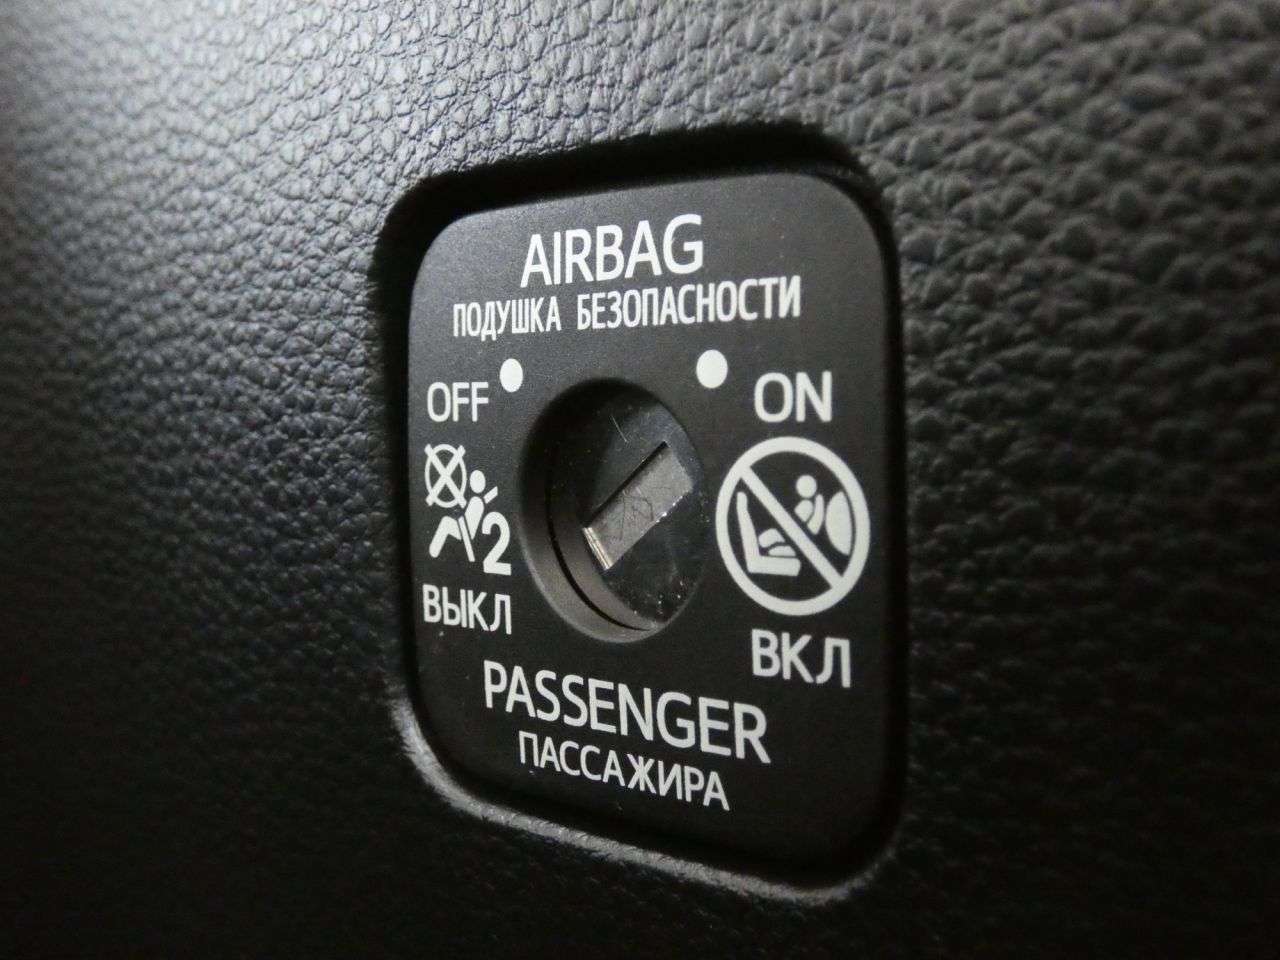 AIRBAG
ПОДУШКА БЕЗОПАСНОСТИ
OFF
ON
2
ВЫКЛ
ВКЛ
PASSENGER
ПАССАЖИРА